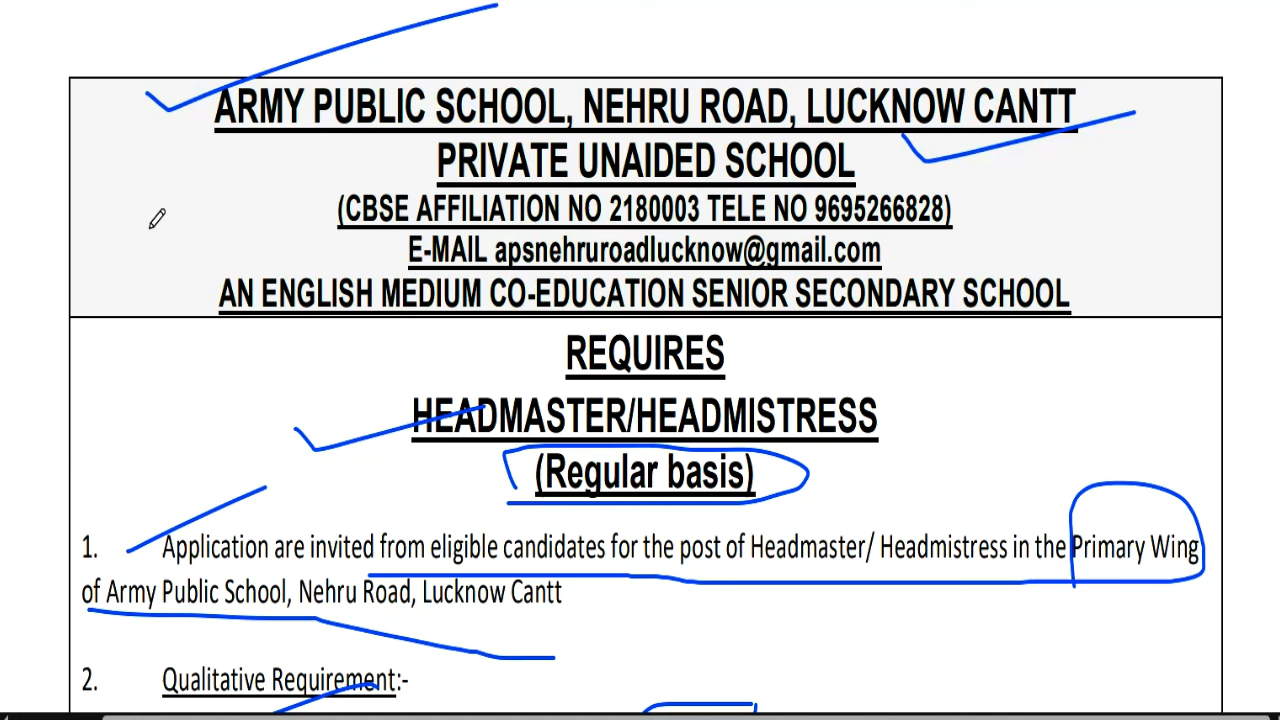 ARMY PUBLIC SCHOOL, NEHRU ROAD, LUCKNOW CANTT
PRIVATE UNAIDED SCHOOL
(CBSE AFFILIATION NO 2180003 TELE NO 9695266828)
E-MAIL apsnehruroadlucknow@gmail.com
AN ENGLISH MEDIUM CO-EDUCATION SENIOR SECONDARY SCHOOL
REQUIRES
HEADMASTER/HEADMISTRESS
(Regular basis)
1. Application are invited from eligible candidates for the post of Headmaster/ Headmistress in the Primary Wing
of Army Public School, Nehru Road, Lucknow Cantt
2. Qualitative Requirement:-